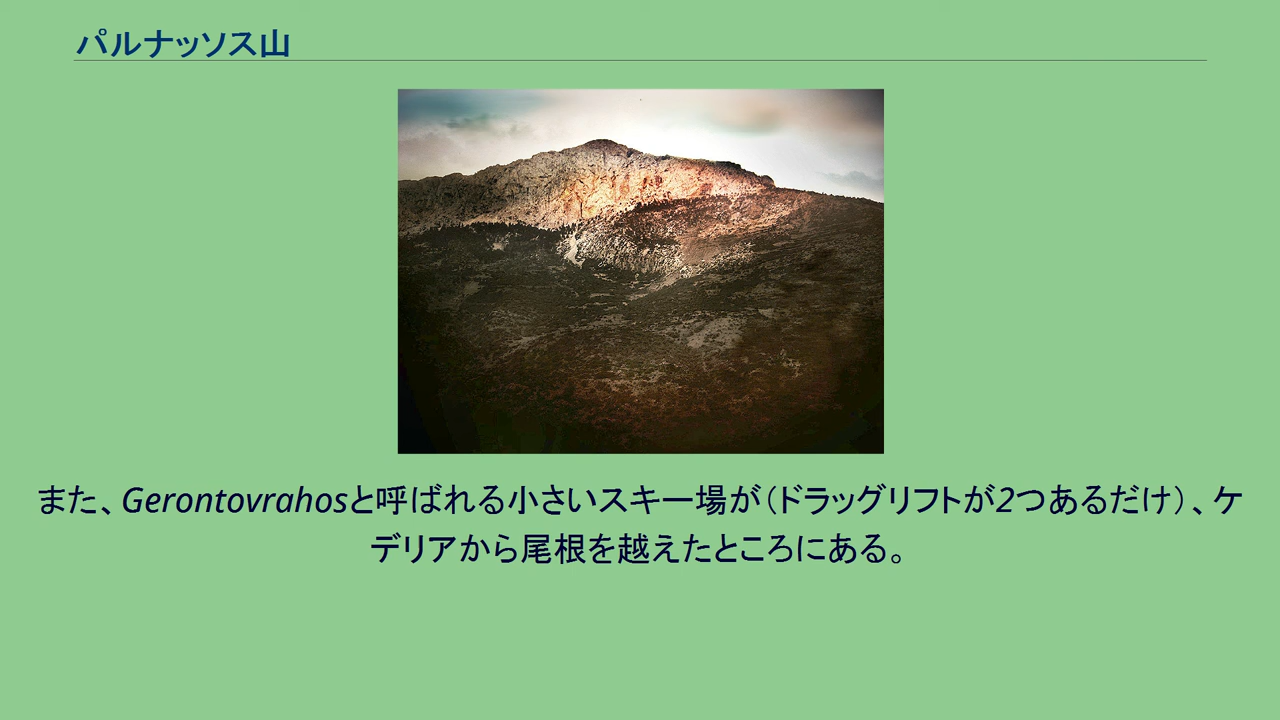 パルナッソス山
また、Gerontovrahosと呼ばれる小さいスキー場が（ドラッグリフトが2つあるだけ）、ケ
デリアから尾根を越えたところにある。